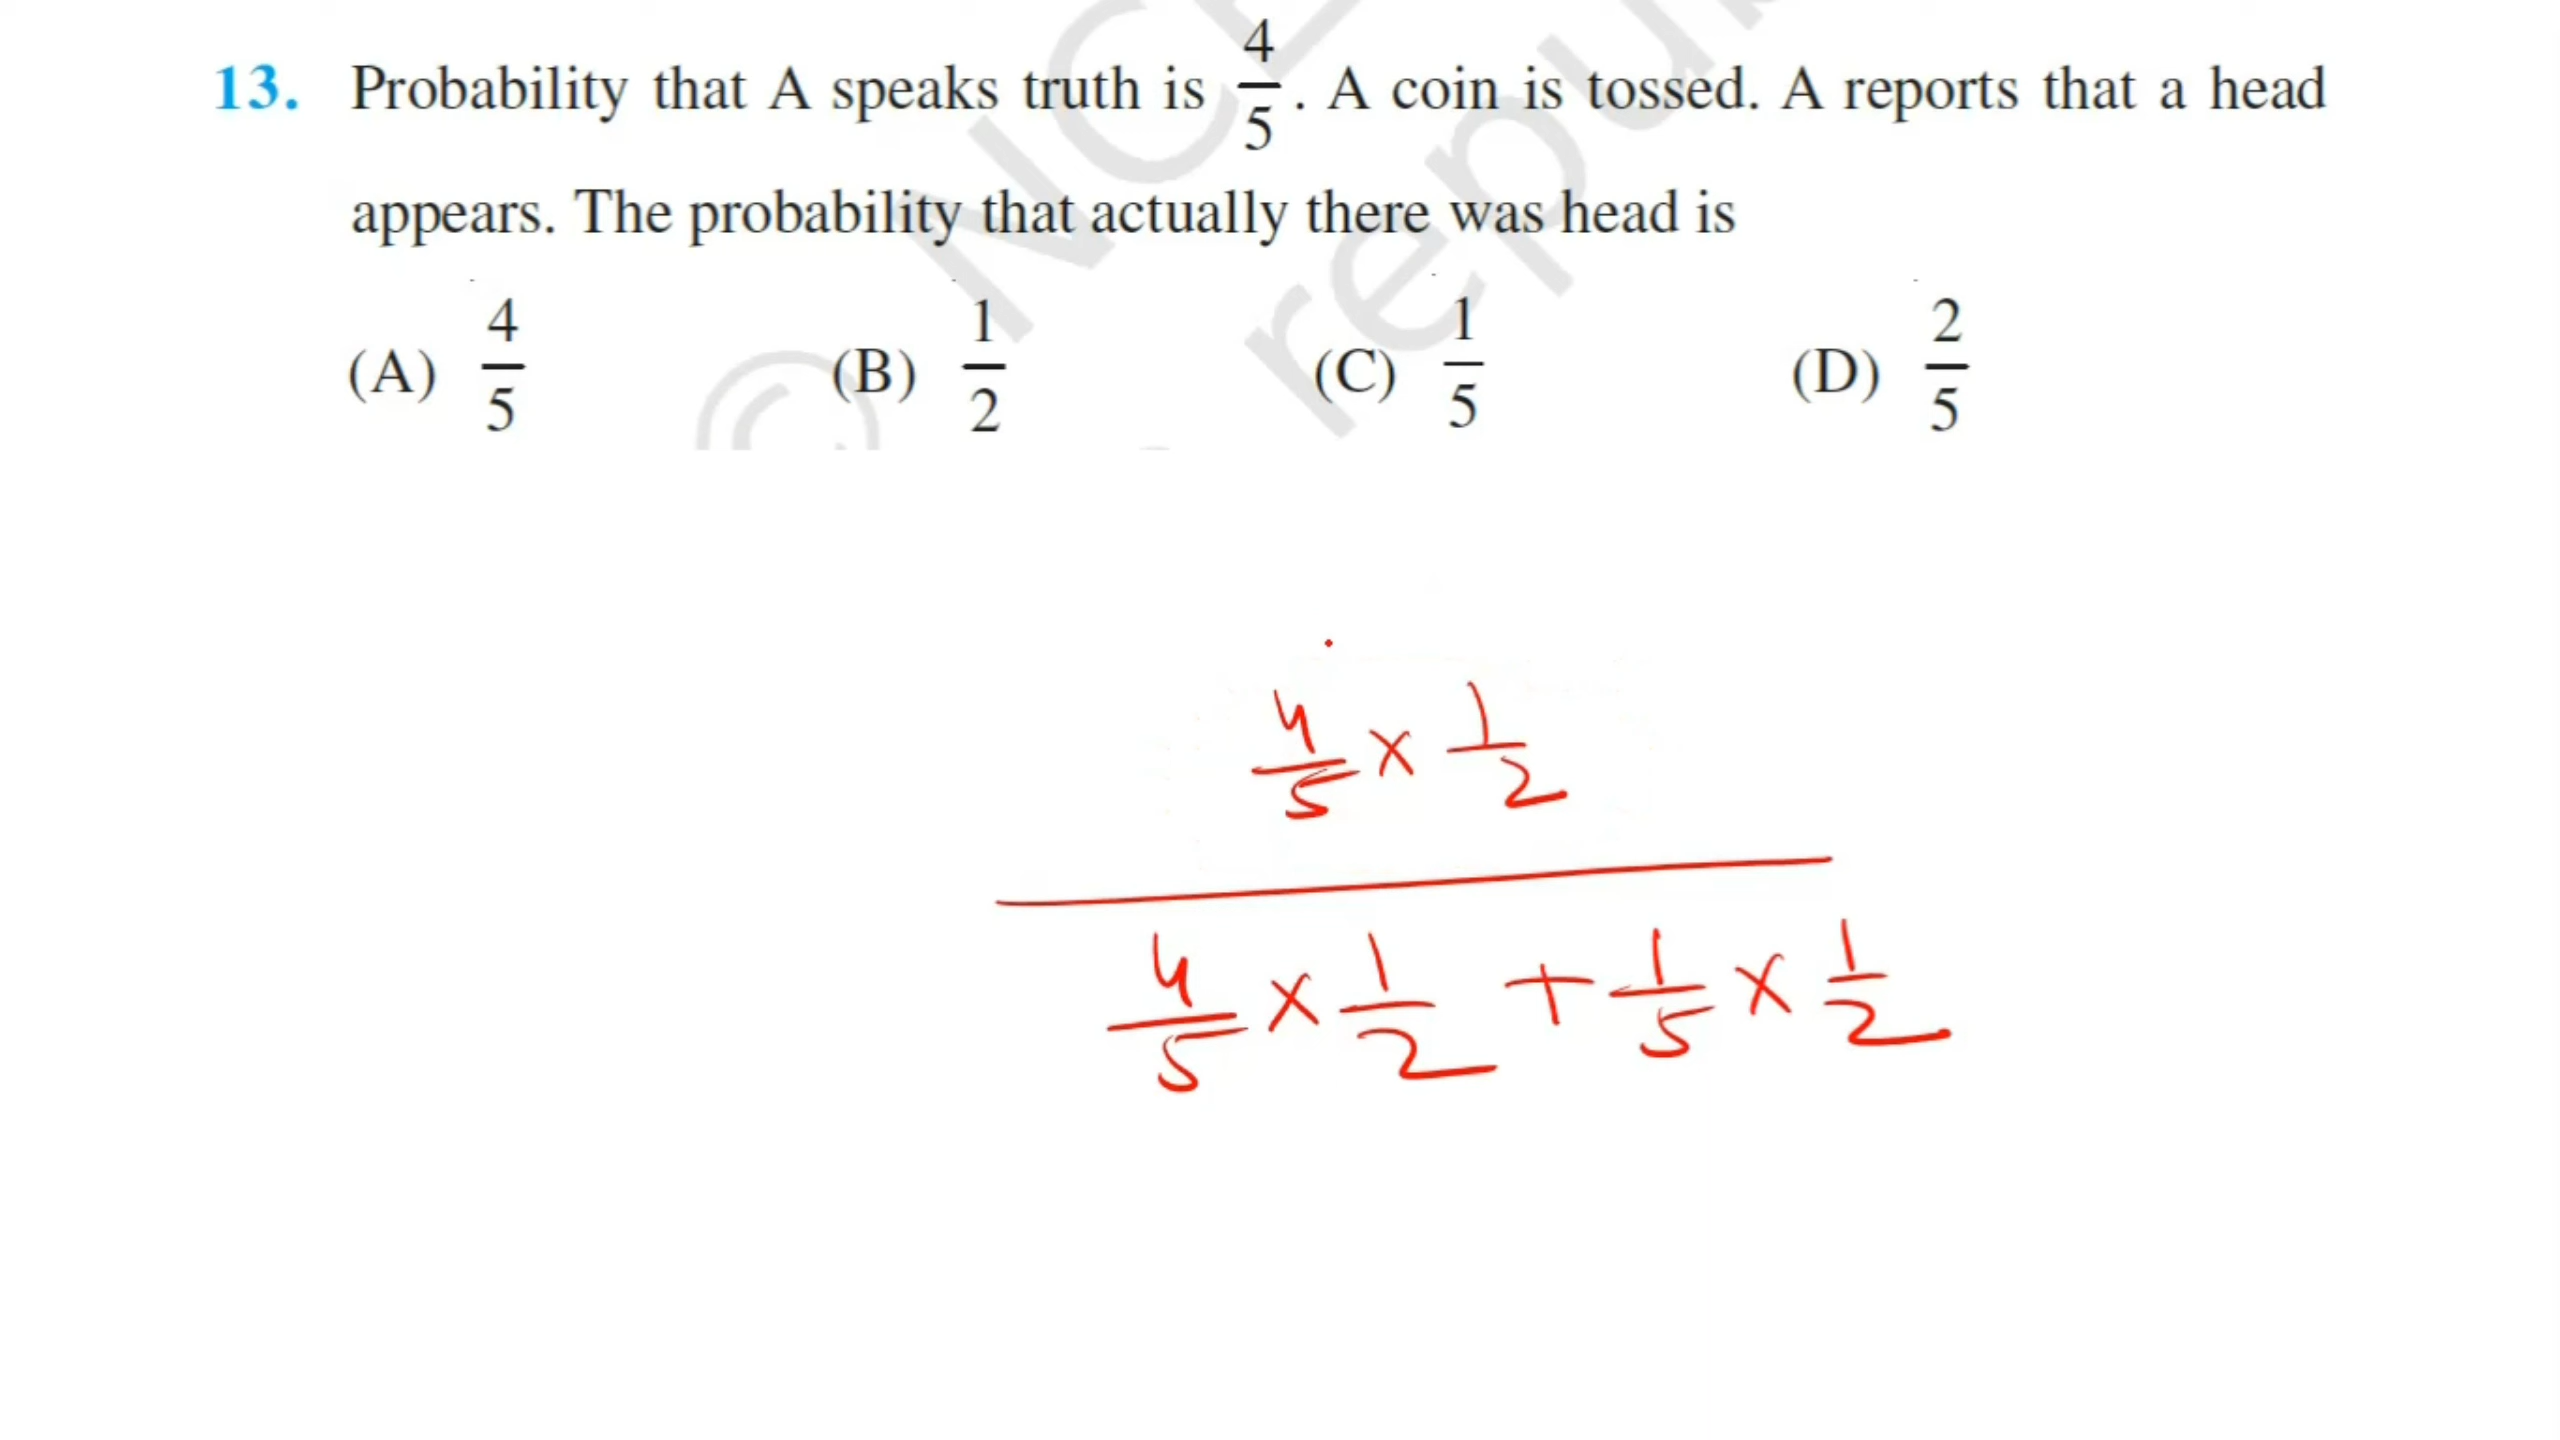 13. Probability that A speaks truth is 4/5. A coin is tossed. A reports that a head
appears. The probability that actually there was head is
(A) 4/5 (B) 1/2 (C) 1/5 (D) 2/5
4/5 × 1/2
4/5 × 1/2 + 1/5 × 1/2
© NCE
repu